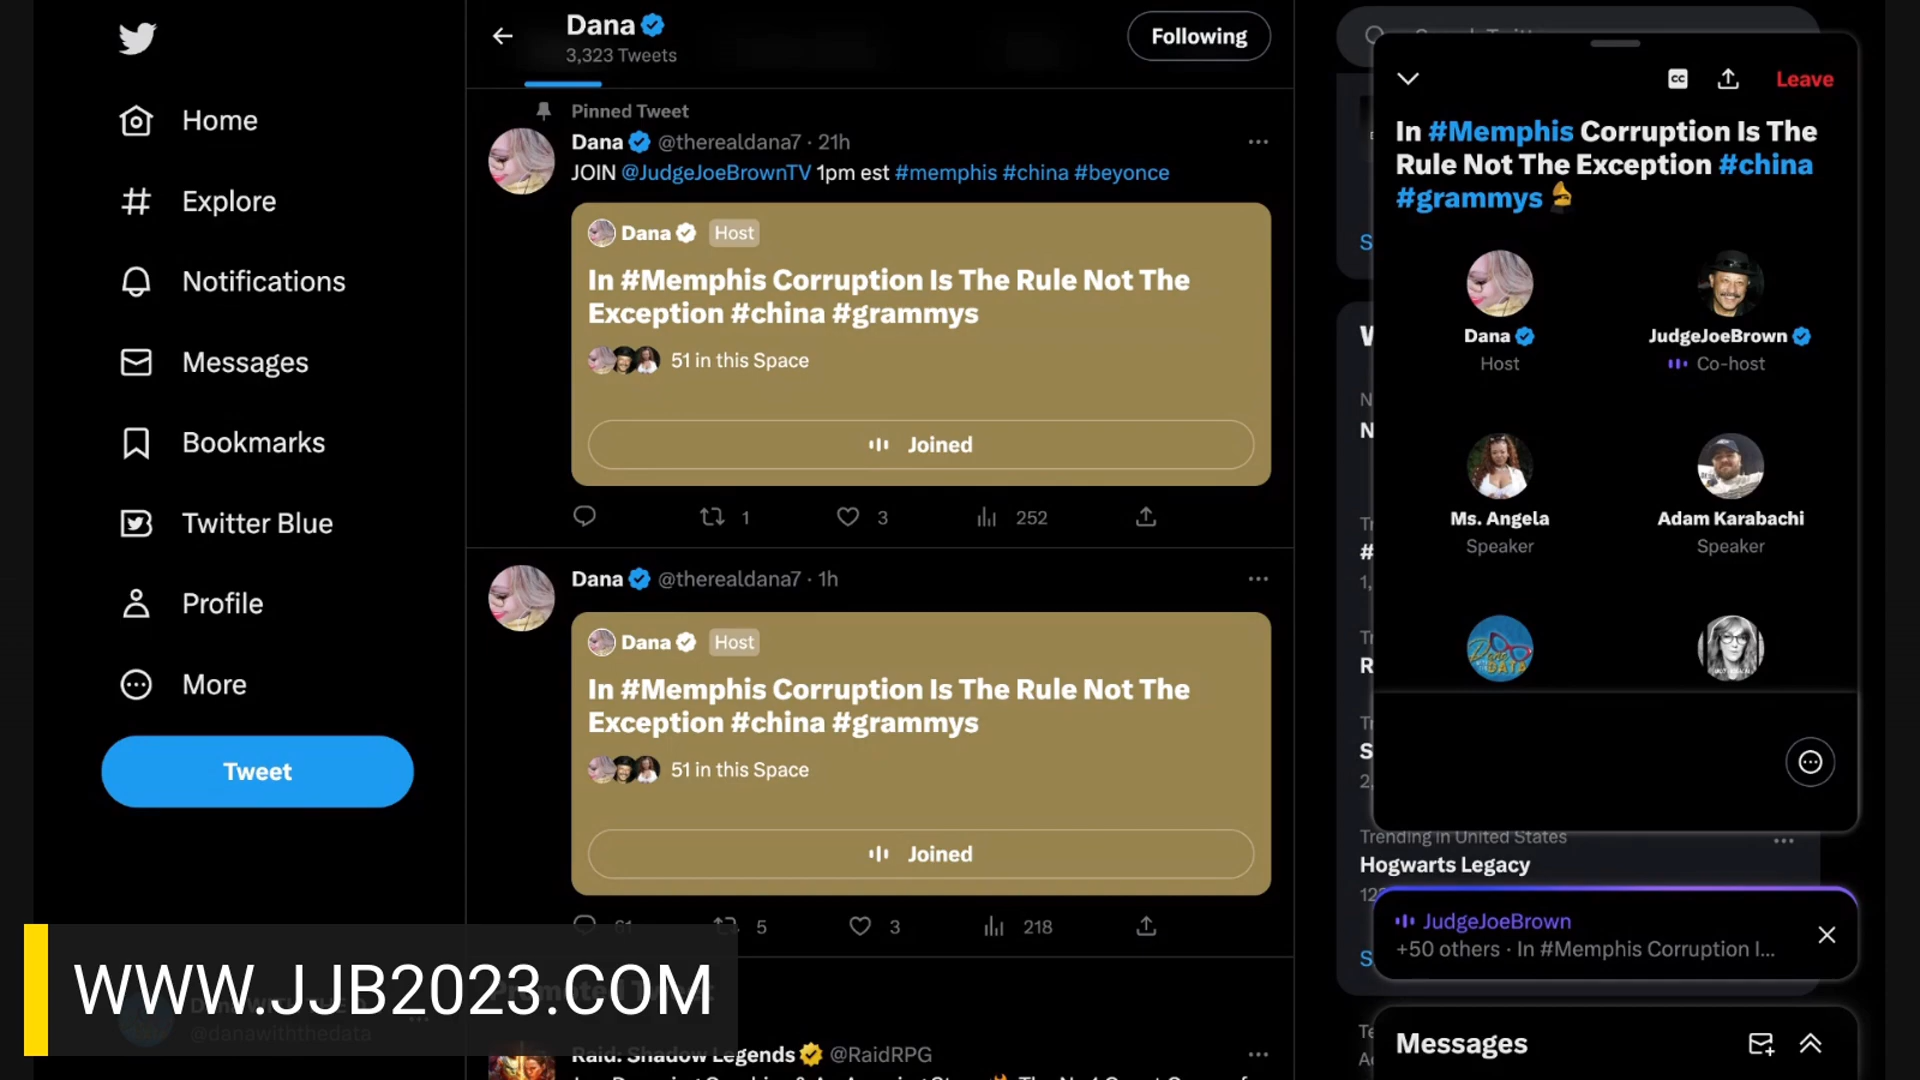 Home
Explore
Notifications
Messages
Bookmarks
Twitter Blue
Profile
More
Tweet
Dana
3,323 Tweets
Following
Pinned Tweet
Dana @therealdana7 · 21h
JOIN @JudgeJoeBrownTV 1pm est #memphis #china #beyonce
Dana Host
In #Memphis Corruption Is The Rule Not The
Exception #china #grammys
51 in this Space
Joined
1 3 252
Dana @therealdana7 · 1h
Dana Host
In #Memphis Corruption Is The Rule Not The
Exception #china #grammys
51 in this Space
Joined
61 5 3 218
Raid: Shadow Legends @RaidRPG
WWW.JJB2023.COM
@danawiththedata
CC
Leave
In #Memphis Corruption Is The
Rule Not The Exception #china
#grammys
Dana
Host
JudgeJoeBrown
Co-host
Ms. Angela
Speaker
Adam Karabachi
Speaker
Trending in United States
Hogwarts Legacy
JudgeJoeBrown
+50 others · In #Memphis Corruption I...
Messages